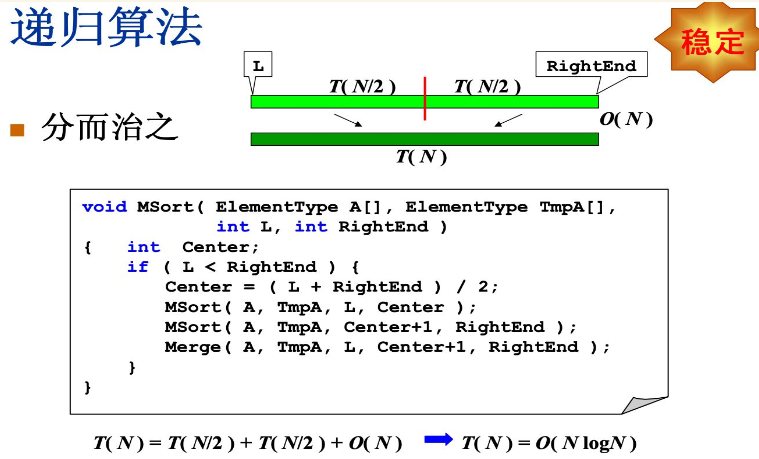 递归算法
稳定
L
RightEnd
T( N/2 )
T( N/2 )
O( N )
T( N )
分而治之
void MSort( ElementType A[], ElementType TmpA[],
int L, int RightEnd )
{ int Center;
if ( L < RightEnd ) {
Center = ( L + RightEnd ) / 2;
MSort( A, TmpA, L, Center );
MSort( A, TmpA, Center+1, RightEnd );
Merge( A, TmpA, L, Center+1, RightEnd );
}
}
T( N ) = T( N/2 ) + T( N/2 ) + O( N ) T( N ) = O( N logN )